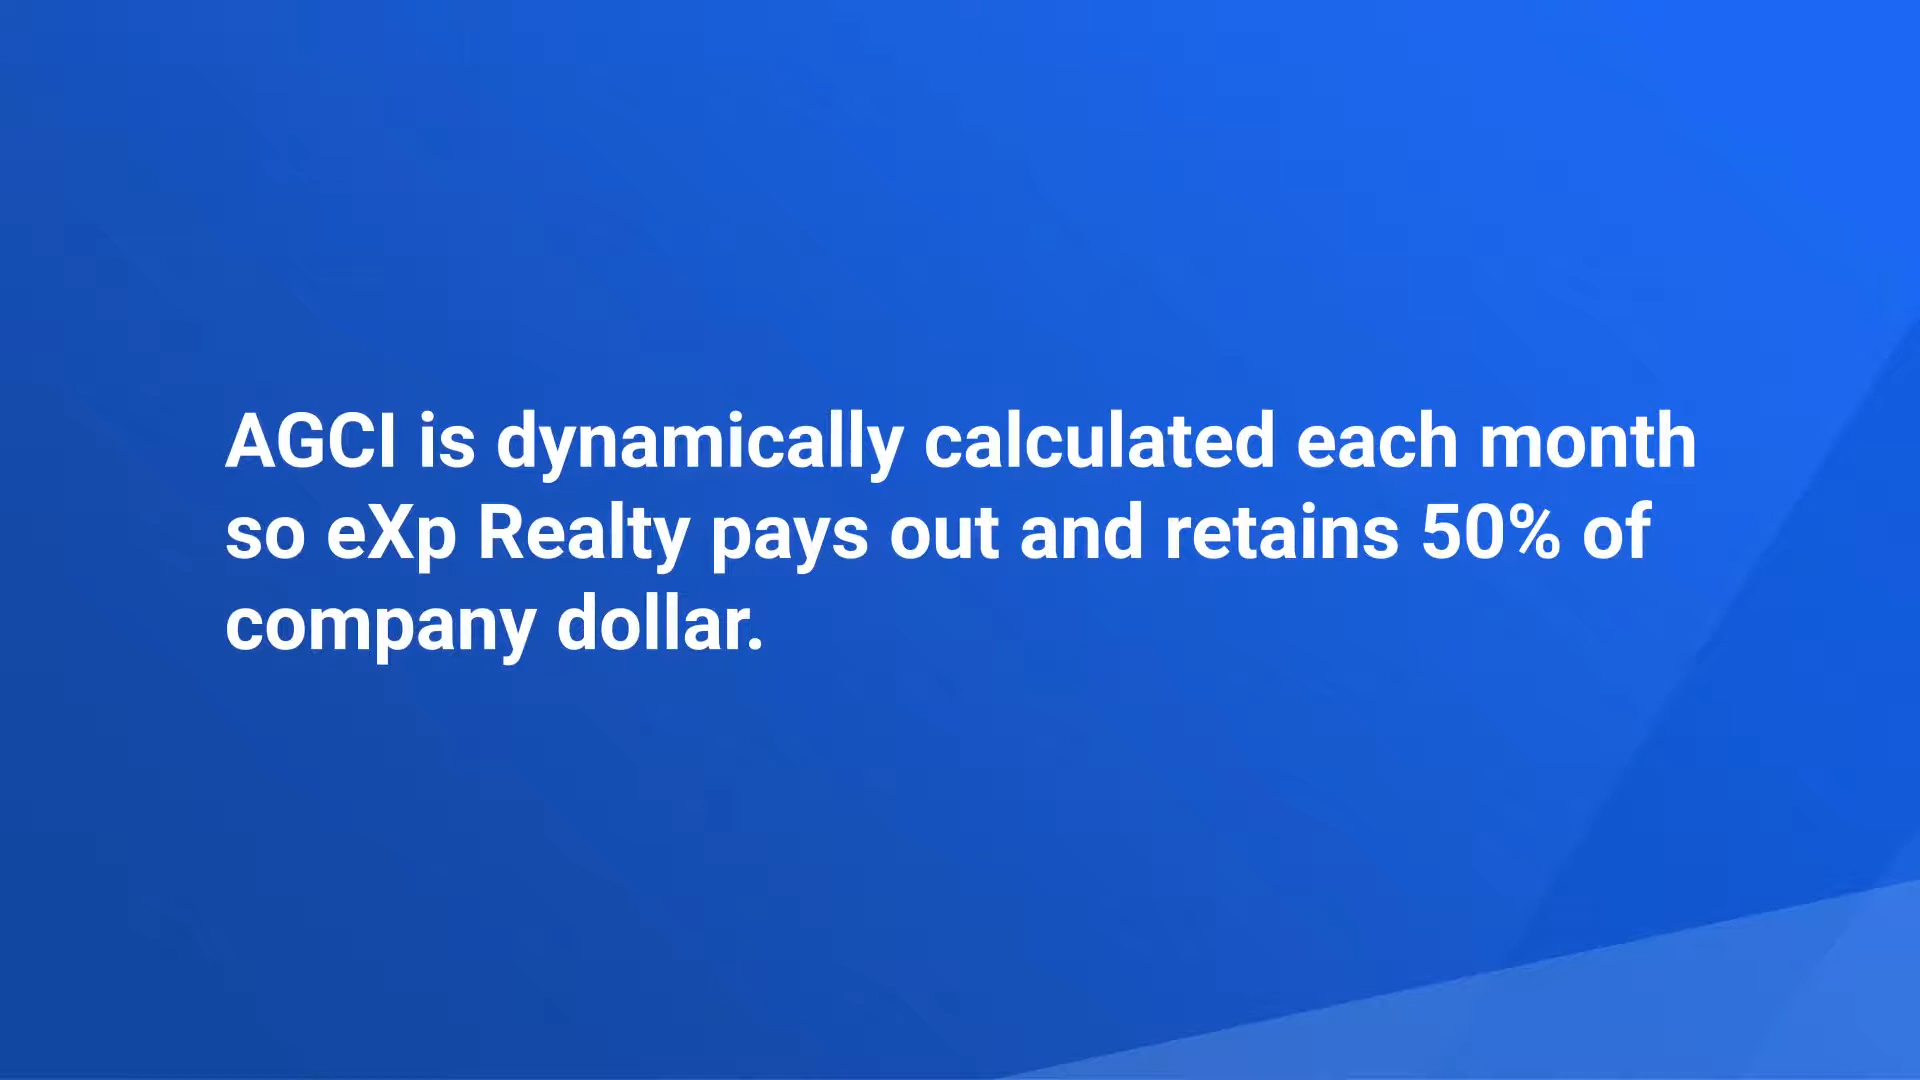 AGCI is dynamically calculated each month
so eXp Realty pays out and retains 50% of
company dollar.